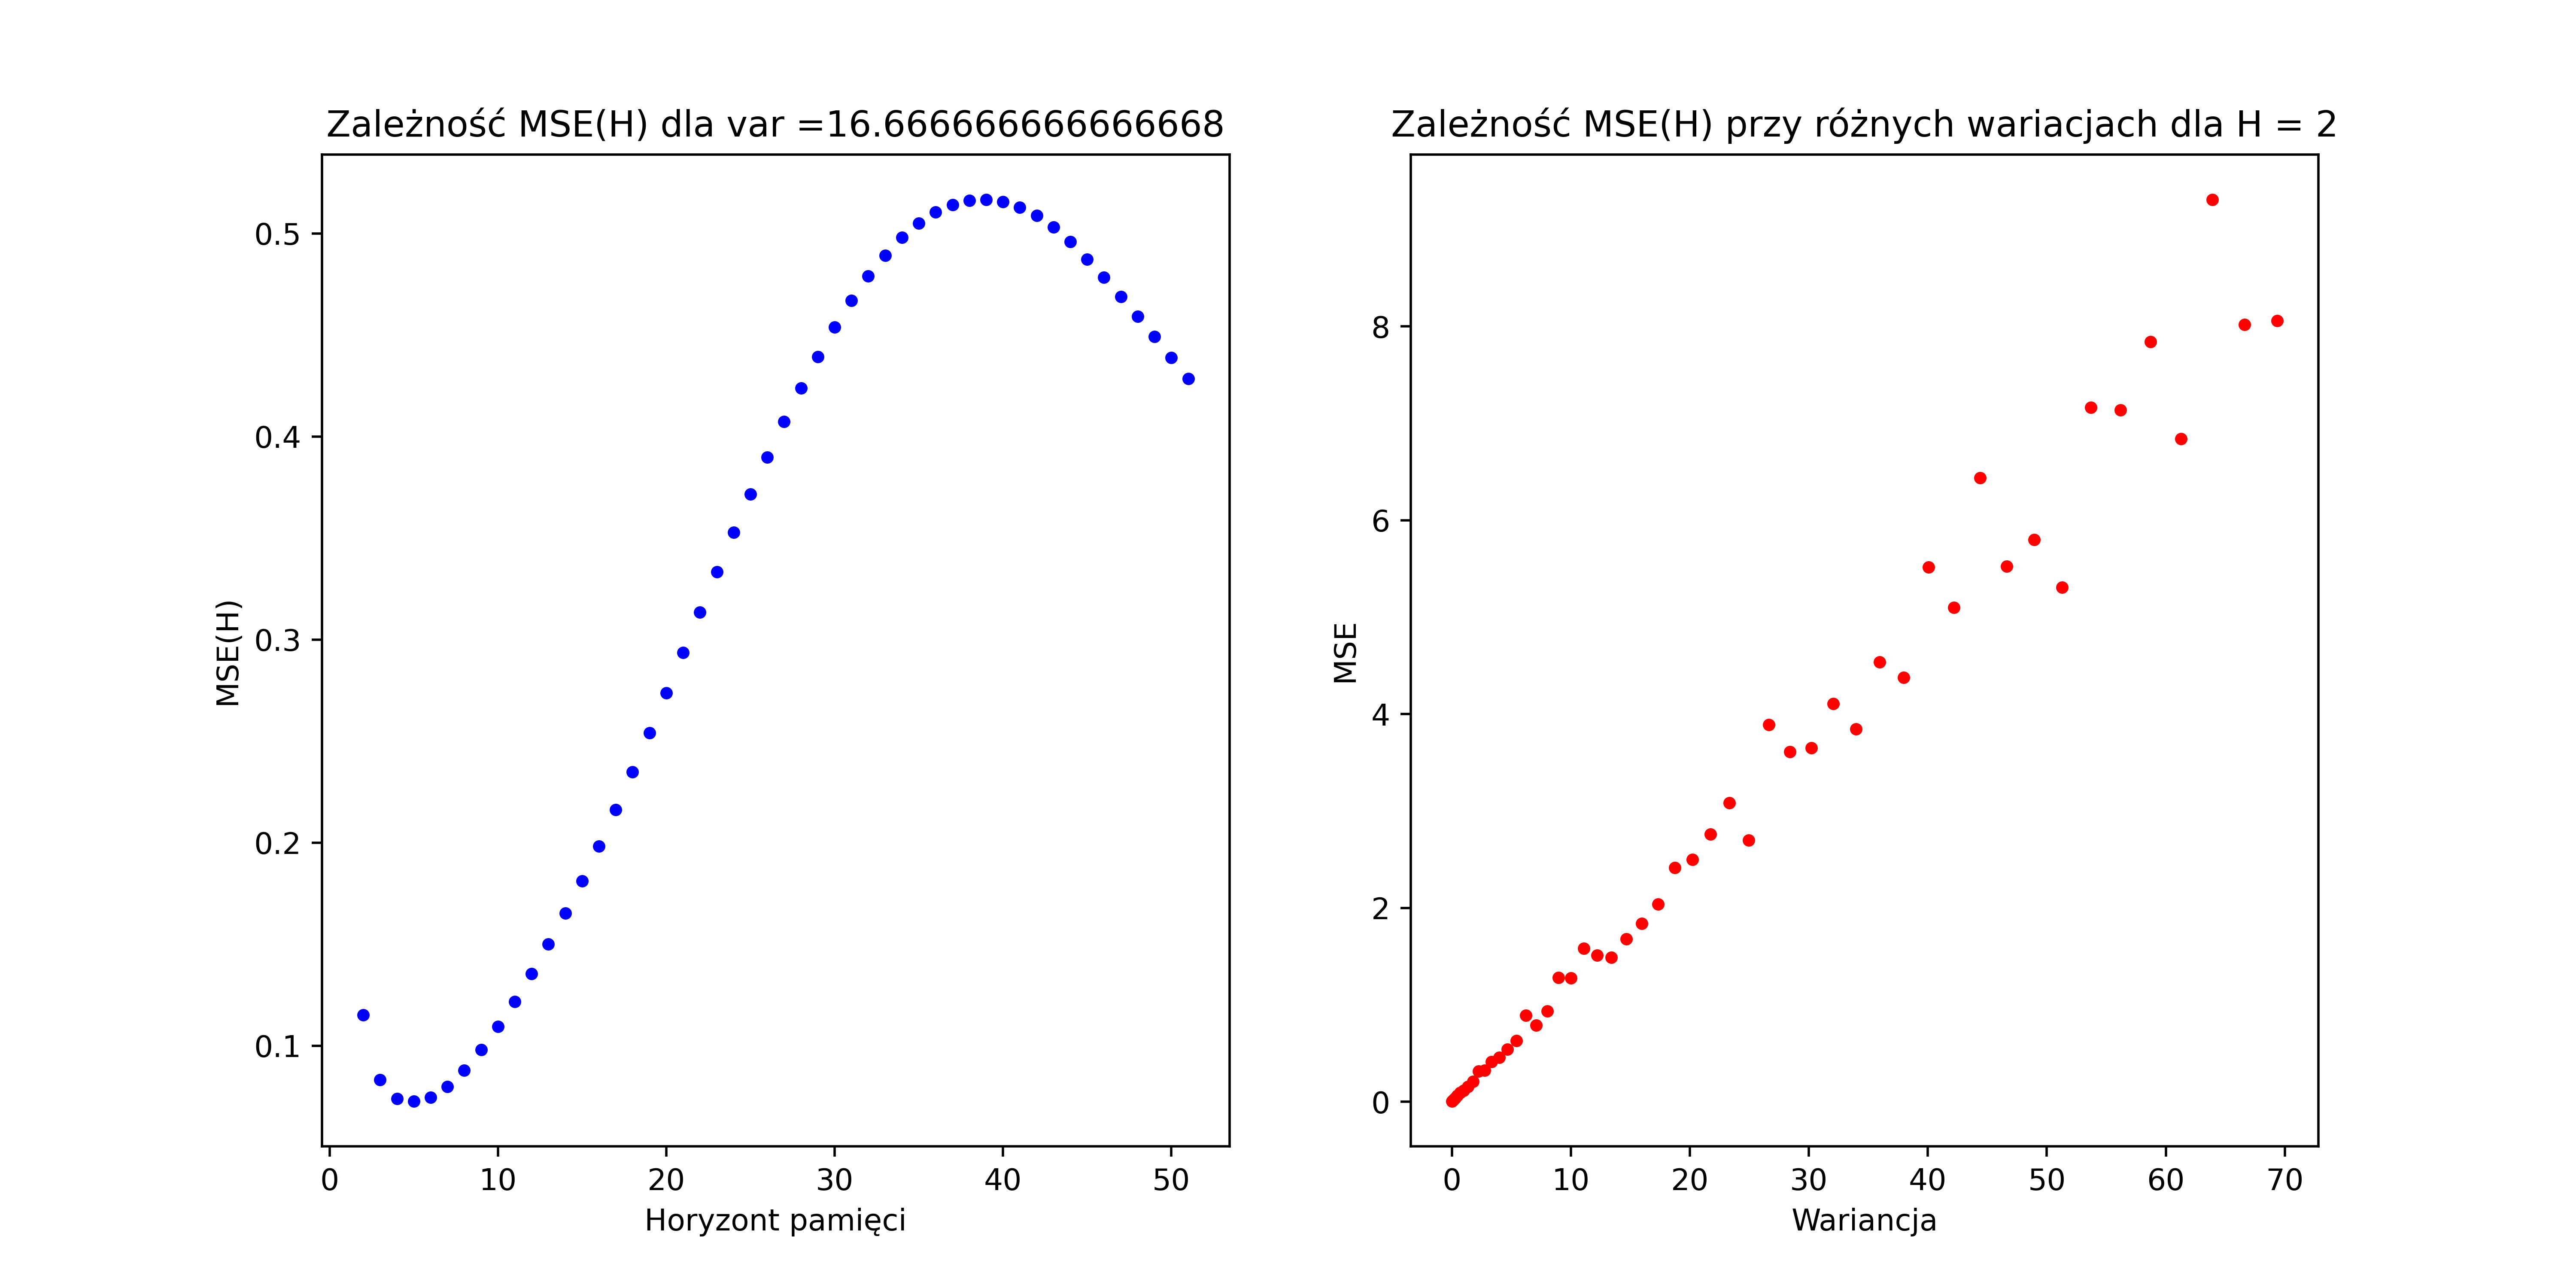 Zależność MSE(H) dla var =16.666666666666668
MSE(H)
0.5
0.4
0.3
0.2
0.1
0 10 20 30 40 50
Horyzont pamięci
Zależność MSE(H) przy różnych wariacjach dla H = 2
MSE
8
6
4
2
0
0 10 20 30 40 50 60 70
Wariancja